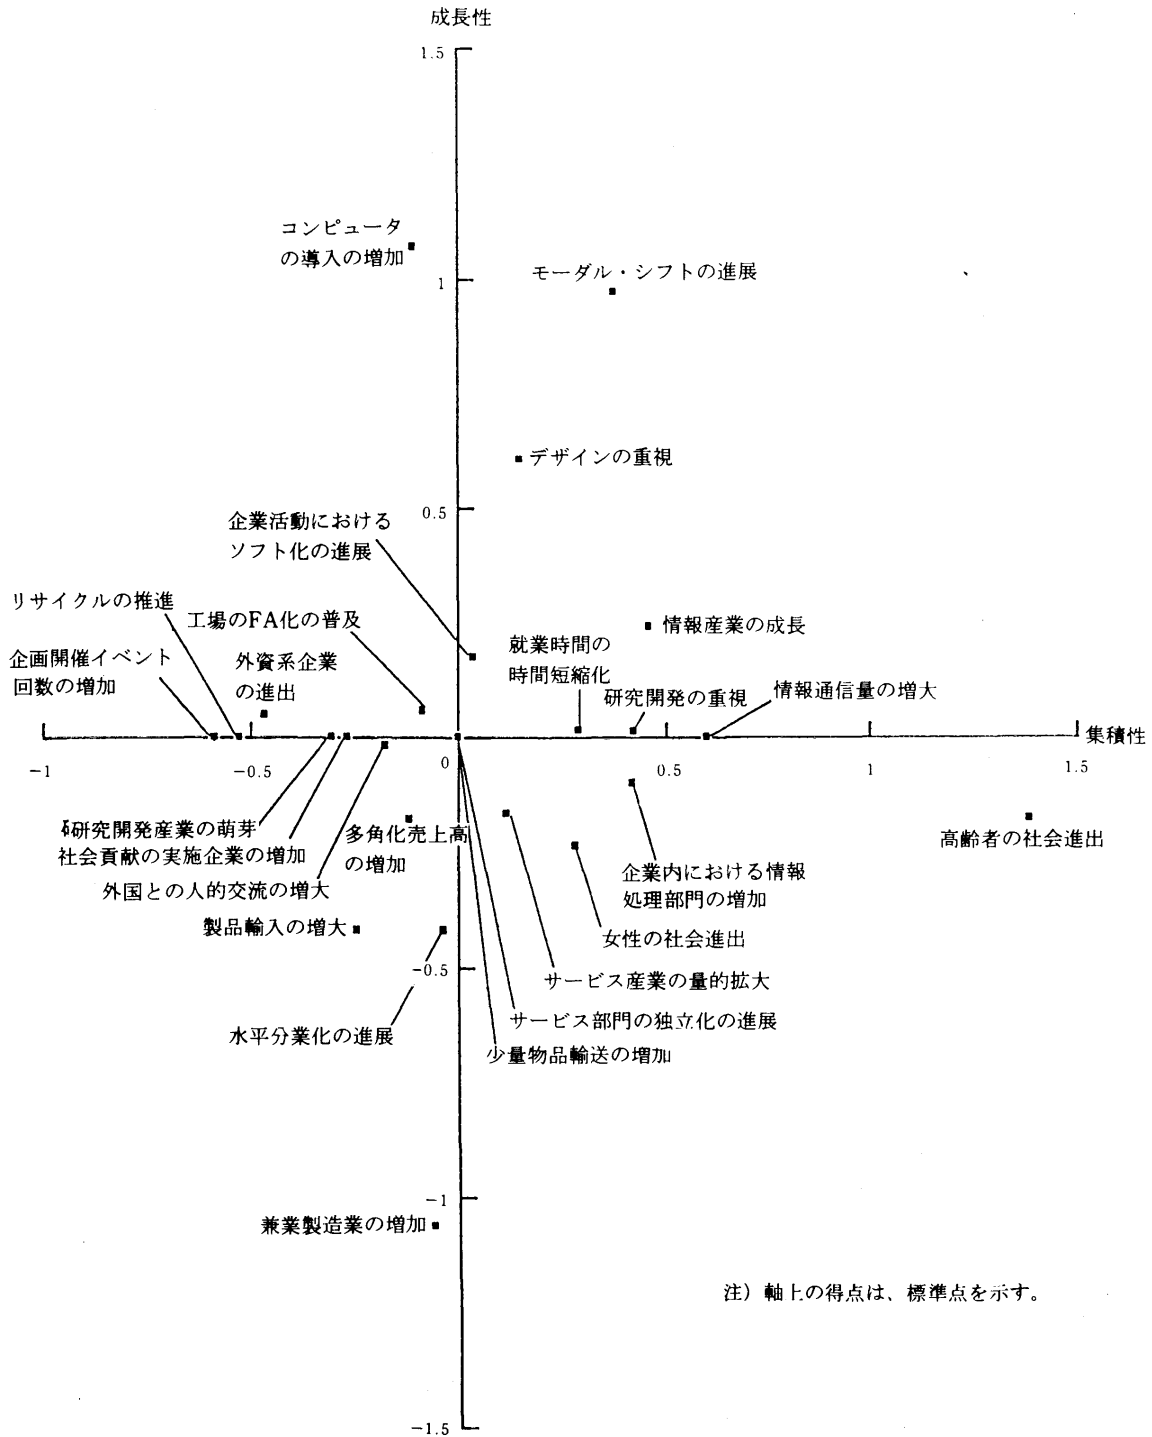 成長性
1.5
コンピュータ
の導入の増加
1
モーダル・シフトの進展
デザインの重視
0.5
企業活動における
ソフト化の進展
リサイクルの推進
工場のFA化の普及
情報産業の成長
就業時間の
時間短縮化
企画開催イベント
回数の増加
外資系企業
の進出
研究開発の重視
情報通信量の増大
集積性
-1
-0.5
0
0.5
1
1.5
研究開発産業の萌芽
社会貢献の実施企業の増加
多角化売上高
の増加
高齢者の社会進出
外国との人的交流の増大
企業内における情報
処理部門の増加
製品輸入の増大
女性の社会進出
-0.5
サービス産業の量的拡大
水平分業化の進展
サービス部門の独立化の進展
少量物品輸送の増加
-1
兼業製造業の増加
注）軸上の得点は、標準点を示す。
-1.5